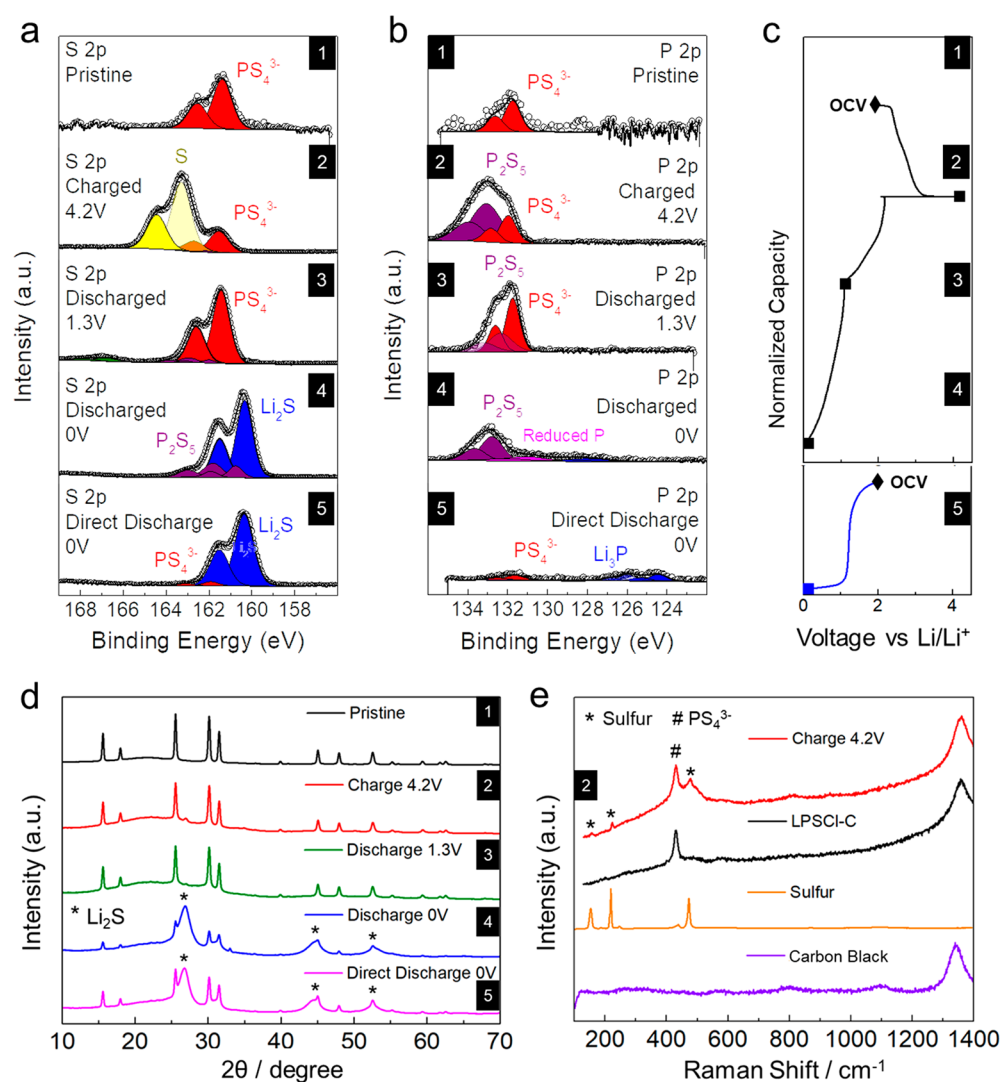 a
S 2p
Pristine
PS₄³⁻
1
S 2p
Charged
4.2V
S
PS₄³⁻
2
S 2p
Discharged
1.3V
PS₄³⁻
3
S 2p
Discharged
0V
P₂S₅
Li₂S
4
S 2p
Direct Discharge
0V
PS₄³⁻
Li₂S
5
168 166 164 162 160 158
Binding Energy (eV)
Intensity (a.u.)
b
1
PS₄³⁻
P 2p
Pristine
2
P₂S₅
PS₄³⁻
P 2p
Charged
4.2V
3
P₂S₅
PS₄³⁻
P 2p
Discharged
1.3V
4
P₂S₅
Reduced P
P 2p
Discharged
0V
5
PS₄³⁻
Li₃P
P 2p
Direct Discharge
0V
134 132 130 128 126 124
Binding Energy (eV)
Intensity (a.u.)
c
1
OCV
2
3
4
OCV
5
0 2 4
Voltage vs Li/Li⁺
Normalized Capacity
d
Pristine
1
Charge 4.2V
2
Discharge 1.3V
3
* Li₂S
*
Discharge 0V
* *
4
*
Direct Discharge 0V
* *
5
10 20 30 40 50 60 70
2θ / degree
Intensity (a.u.)
e
* Sulfur # PS₄³⁻
Charge 4.2V
#
*
2
* *
LPSCl-C
Sulfur
Carbon Black
200 400 600 800 1000 1200 1400
Raman Shift / cm⁻¹
Intensity (a.u.)